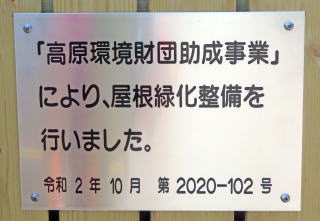 「高原環境財団助成事業」
により、屋根緑化整備を
行いました。
令和 2 年 10 月 第 2020-102 号